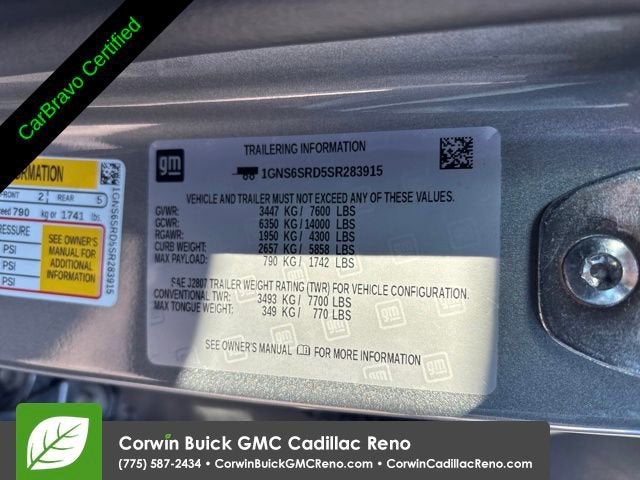 CarBravo Certified
gm
TRAILERING INFORMATION
1GNS6SRD5SR283915
VEHICLE AND TRAILER MUST NOT EXCEED ANY OF THESE VALUES.
GVWR: 3447 KG / 7600 LBS
GCWR: 6350 KG / 14000 LBS
RGAWR: 1950 KG / 4300 LBS
CURB WEIGHT: 2657 KG / 5858 LBS
MAX PAYLOAD: 790 KG / 1742 LBS
SAE J2807 TRAILER WEIGHT RATING (TWR) FOR VEHICLE CONFIGURATION.
CONVENTIONAL TWR: 3493 KG / 7700 LBS
MAX TONGUE WEIGHT: 349 KG / 770 LBS
SEE OWNER'S MANUAL FOR MORE INFORMATION
REAR 5
790 kg or 1741 lbs
PSI
PSI
PSI
SEE OWNER'S
MANUAL FOR
ADDITIONAL
INFORMATION
1GNS6SRD5SR283915
Corwin Buick GMC Cadillac Reno
(775) 587-2434 • CorwinBuickGMCReno.com • CorwinCadillacReno.com